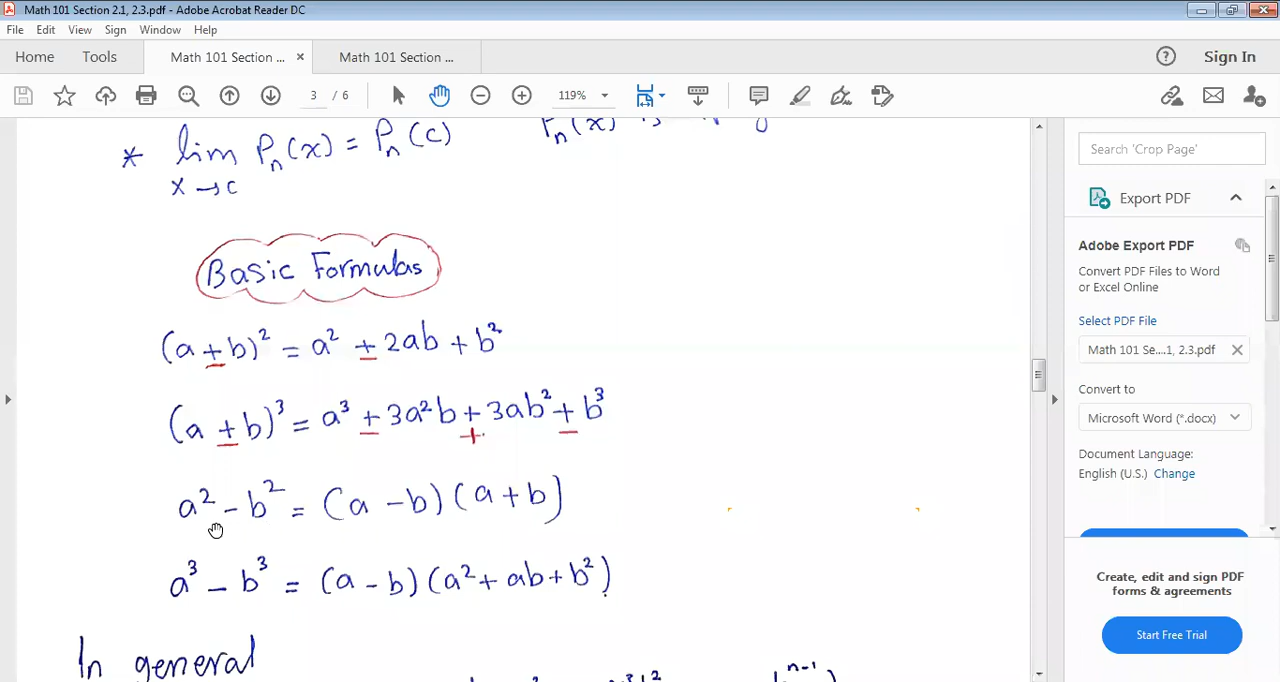 Math 101 Section 2.1, 2.3.pdf - Adobe Acrobat Reader DC
File Edit View Sign Window Help
Home Tools Math 101 Section ... × Math 101 Section ... ? Sign In
3 / 6 119%
* lim Pₙ(x) = Pₙ(c) Pₙ(x) is
x → c
Search 'Crop Page'
Basic Formulas
(a ± b)² = a² ± 2ab + b²
(a ± b)³ = a³ ± 3a²b + 3ab² ± b³
+
a² - b² = (a - b)(a + b)
a³ - b³ = (a - b)(a² + ab + b²)
In general
n-1
Export PDF
Adobe Export PDF
Convert PDF Files to Word
or Excel Online
Select PDF File
Math 101 Se....1, 2.3.pdf ×
Convert to
Microsoft Word (*.docx)
Document Language:
English (U.S.) Change
Create, edit and sign PDF
forms & agreements
Start Free Trial